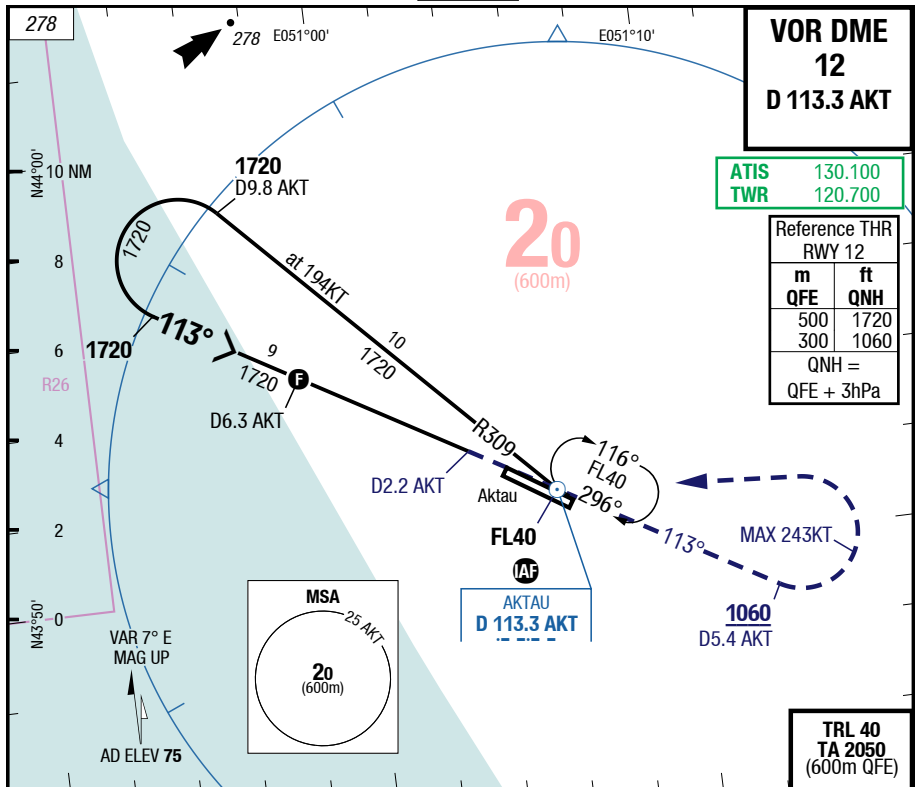 278
278
E051°00'
E051°10'
VOR DME
12
D 113.3 AKT
ATIS 130.100
TWR 120.700
Reference THR
RWY 12
m ft
QFE QNH
500 1720
300 1060
QNH =
QFE + 3hPa
N44°00'
10 NM
1720
D9.8 AKT
20
(600m)
1720
8
at 194KT
113°
10
1720
1720
6
9
1720
F
R26
D6.3 AKT
4
R309
116°
FL40
296°
D2.2 AKT
Aktau
FL40
IAF
113°
MAX 243KT
2
AKTAU
D 113.3 AKT
1060
D5.4 AKT
N43°50'
0
MSA
25 AKT
20
(600m)
VAR 7° E
MAG UP
AD ELEV 75
TRL 40
TA 2050
(600m QFE)